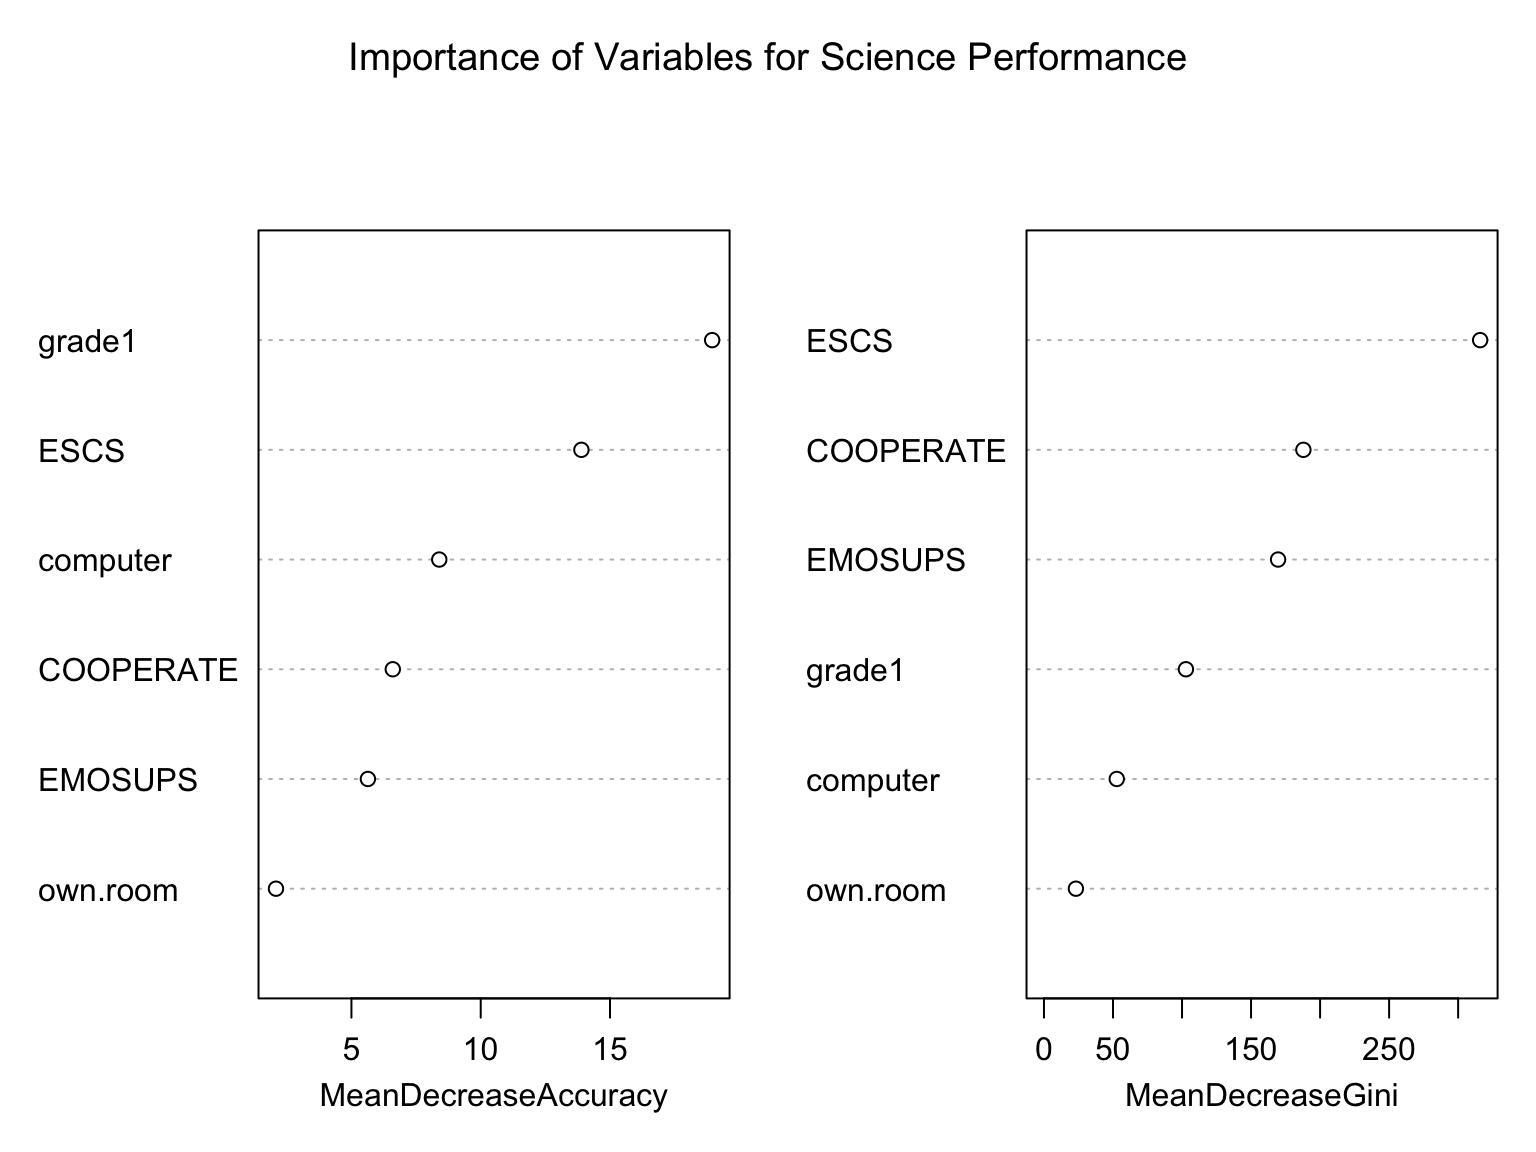 Importance of Variables for Science Performance
grade1
ESCS
computer
COOPERATE
EMOSUPS
own.room
5 10 15
MeanDecreaseAccuracy
ESCS
COOPERATE
EMOSUPS
grade1
computer
own.room
0 50 150 250
MeanDecreaseGini